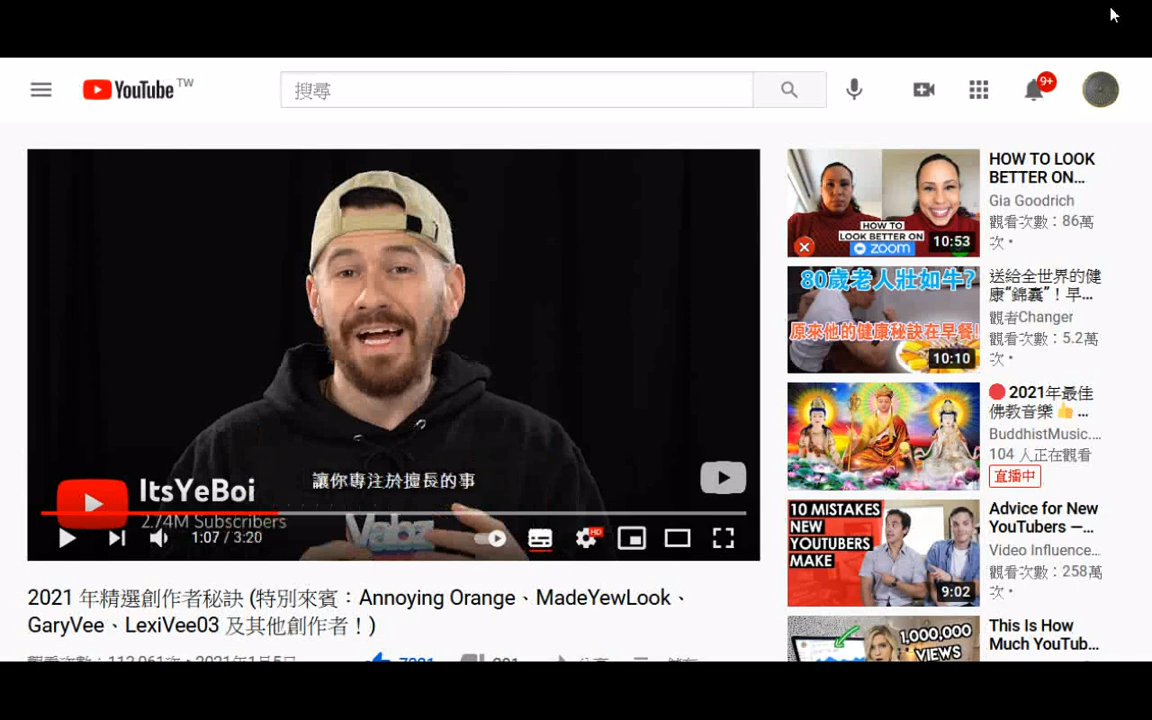 YouTube TW
搜尋
9+
讓你專注於擅長的事
ItsYeBoi
2.74M Subscribers
1:07 / 3:20
HD
2021 年精選創作者秘訣 (特別來賓：Annoying Orange、MadeYewLook、
GaryVee、LexiVee03 及其他創作者！)
HOW TO
LOOK BETTER ON
zoom
10:53
HOW TO LOOK
BETTER ON...
Gia Goodrich
觀看次數：86萬
次 •
80歲老人壯如牛?
原來他的健康秘訣在早餐!
10:10
送給全世界的健
康“錦囊”！早...
觀者Changer
觀看次數：5.2萬
次 •
2021年最佳
佛教音樂 ...
BuddhistMusic....
104 人正在觀看
直播中
10 MISTAKES
NEW
YOUTUBERS
MAKE
9:02
Advice for New
YouTubers —...
Video Influence...
觀看次數：258萬
次 •
1,000,000
VIEWS
This Is How
Much YouTub...